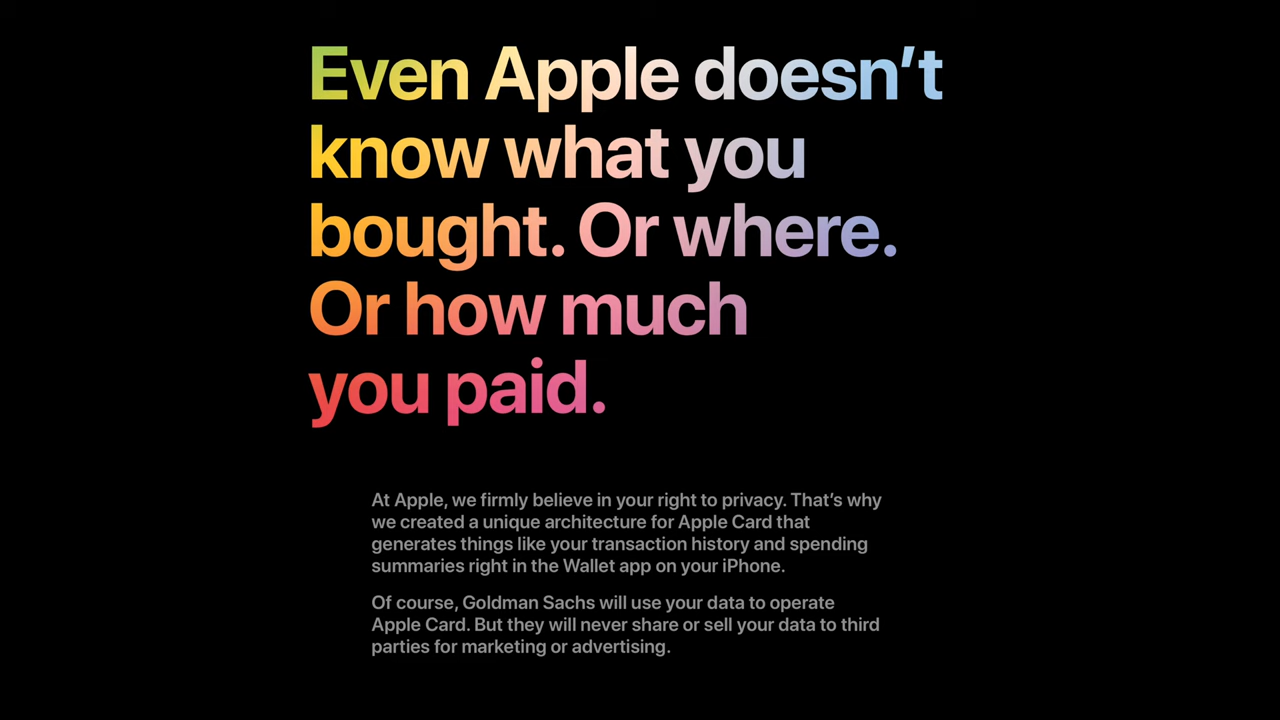 Even Apple doesn’t
know what you
bought. Or where.
Or how much
you paid.
At Apple, we firmly believe in your right to privacy. That’s why
we created a unique architecture for Apple Card that
generates things like your transaction history and spending
summaries right in the Wallet app on your iPhone.
Of course, Goldman Sachs will use your data to operate
Apple Card. But they will never share or sell your data to third
parties for marketing or advertising.